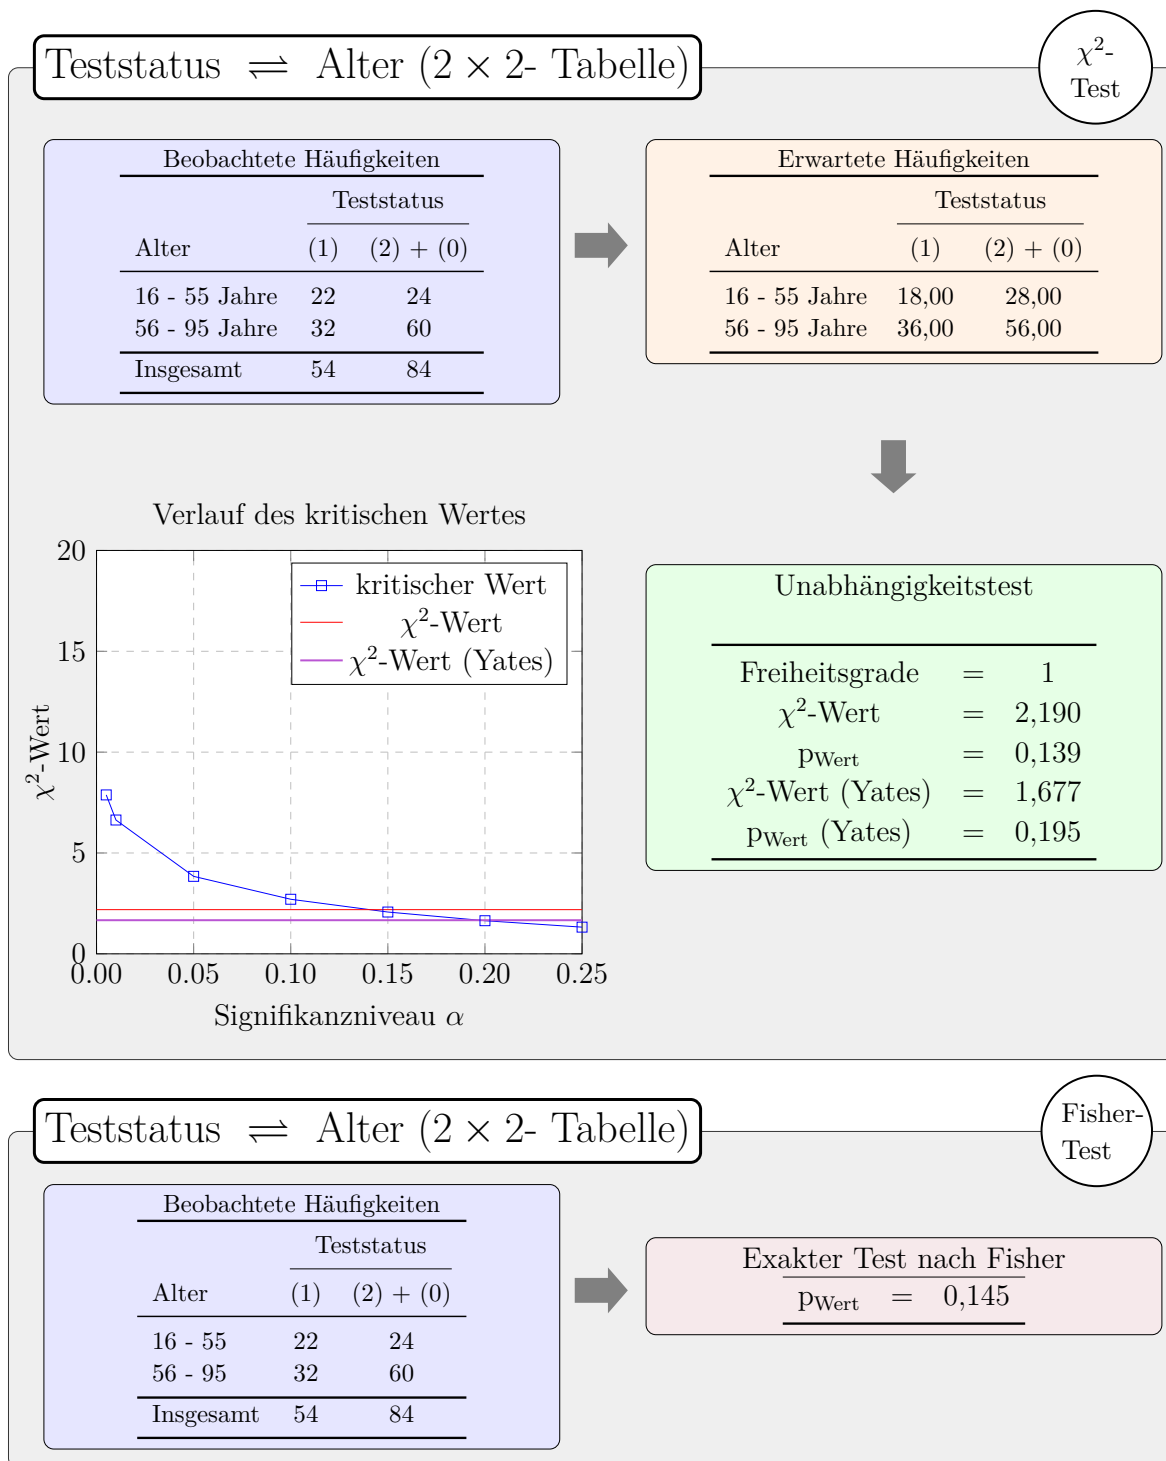 Teststatus ⇌ Alter (2 × 2- Tabelle)
χ²-
Test
Beobachtete Häufigkeiten
Teststatus
Alter (1) (2) + (0)
16 - 55 Jahre 22 24
56 - 95 Jahre 32 60
Insgesamt 54 84
Erwartete Häufigkeiten
Teststatus
Alter (1) (2) + (0)
16 - 55 Jahre 18,00 28,00
56 - 95 Jahre 36,00 56,00
Verlauf des kritischen Wertes
kritischer Wert
χ²-Wert
χ²-Wert (Yates)
20
15
10
5
0
χ²-Wert
0.00 0.05 0.10 0.15 0.20 0.25
Signifikanzniveau α
Unabhängigkeitstest
Freiheitsgrade = 1
χ²-Wert = 2,190
pWert = 0,139
χ²-Wert (Yates) = 1,677
pWert (Yates) = 0,195
Teststatus ⇌ Alter (2 × 2- Tabelle)
Fisher-
Test
Beobachtete Häufigkeiten
Teststatus
Alter (1) (2) + (0)
16 - 55 22 24
56 - 95 32 60
Insgesamt 54 84
Exakter Test nach Fisher
pWert = 0,145